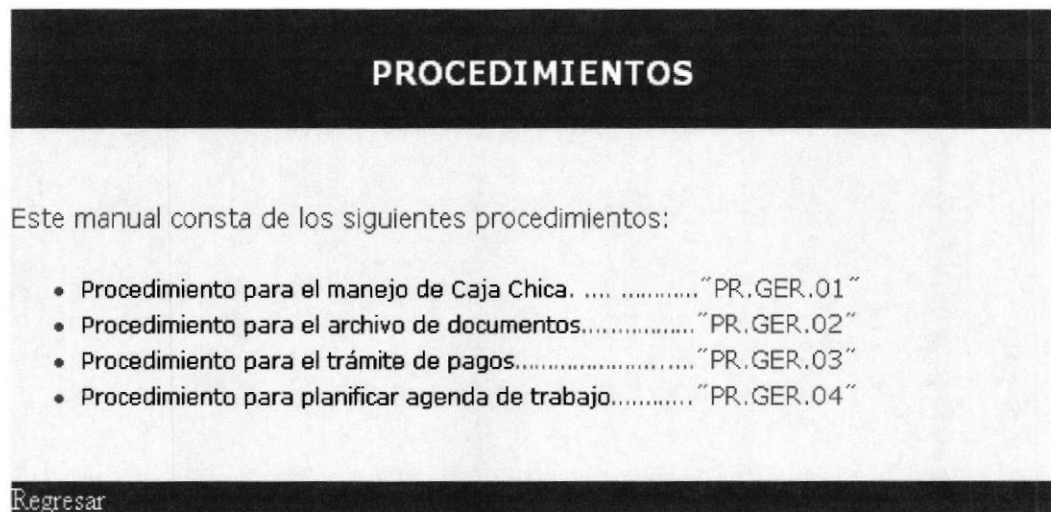 PROCEDIMIENTOS
Este manual consta de los siguientes procedimientos:
• Procedimiento para el manejo de Caja Chica. .... ............"PR.GER.01"
• Procedimiento para el archivo de documentos.................."PR.GER.02"
• Procedimiento para el trámite de pagos............................"PR.GER.03"
• Procedimiento para planificar agenda de trabajo............"PR.GER.04"
Regresar